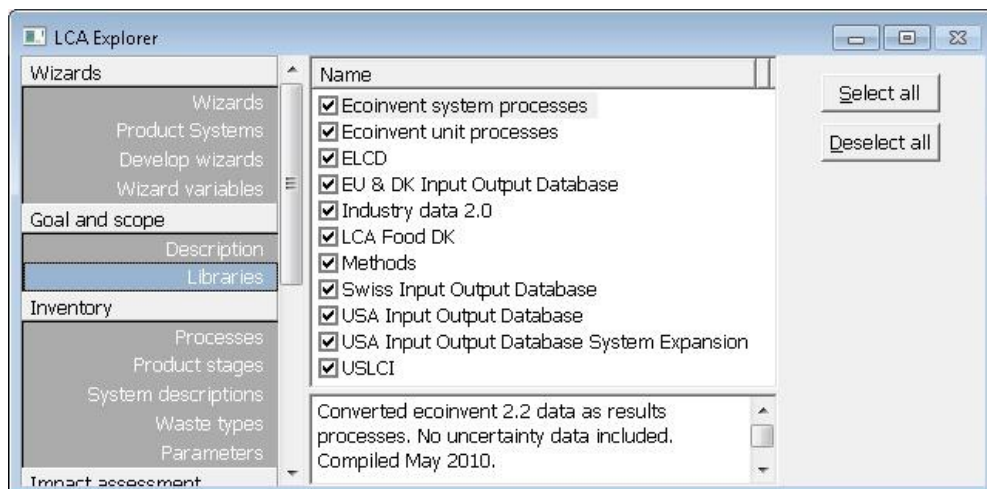 LCA Explorer
Wizards
Wizards
Product Systems
Develop wizards
Wizard variables
Goal and scope
Description
Libraries
Inventory
Processes
Product stages
System descriptions
Waste types
Parameters
Impact assessment
Name
Ecoinvent system processes
Ecoinvent unit processes
ELCD
EU & DK Input Output Database
Industry data 2.0
LCA Food DK
Methods
Swiss Input Output Database
USA Input Output Database
USA Input Output Database System Expansion
USLCI
Converted ecoinvent 2.2 data as results
processes. No uncertainty data included.
Compiled May 2010.
Select all
Deselect all